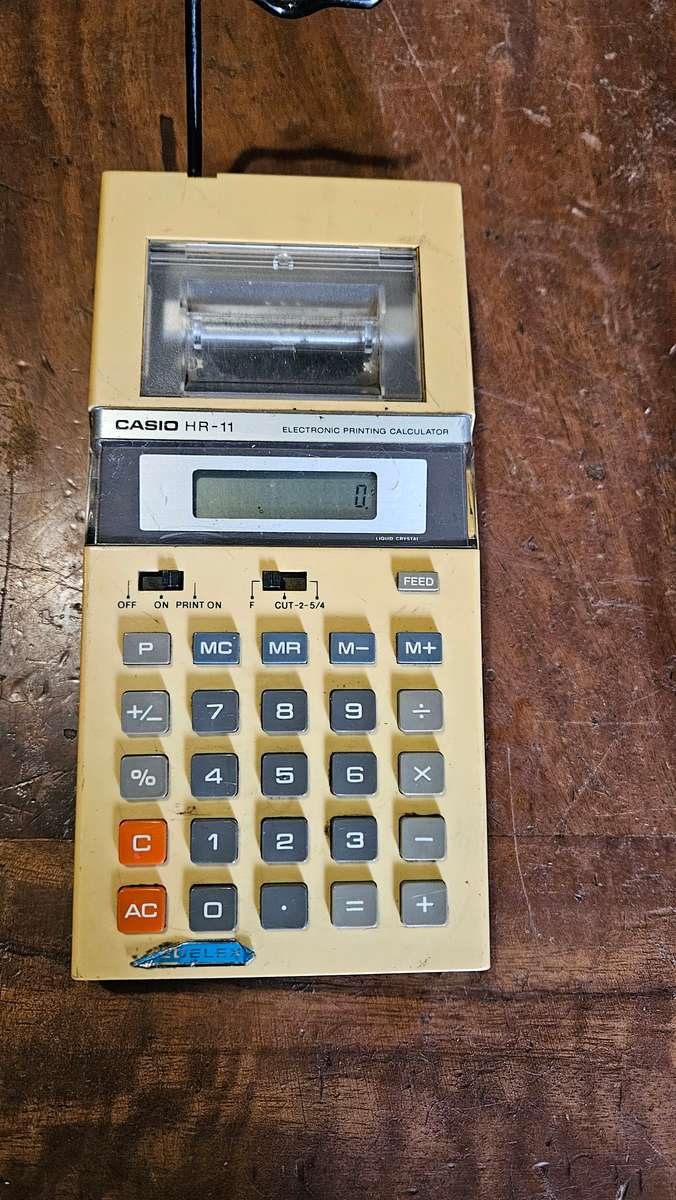 CASIO HR-11 ELECTRONIC PRINTING CALCULATOR
0.
LIQUID CRYSTAL
FEED
OFF ON PRINT ON F CUT-2-5/4
P MC MR M− M+
+/− 7 8 9 ÷
% 4 5 6 ×
C 1 2 3 −
AC 0 · = +